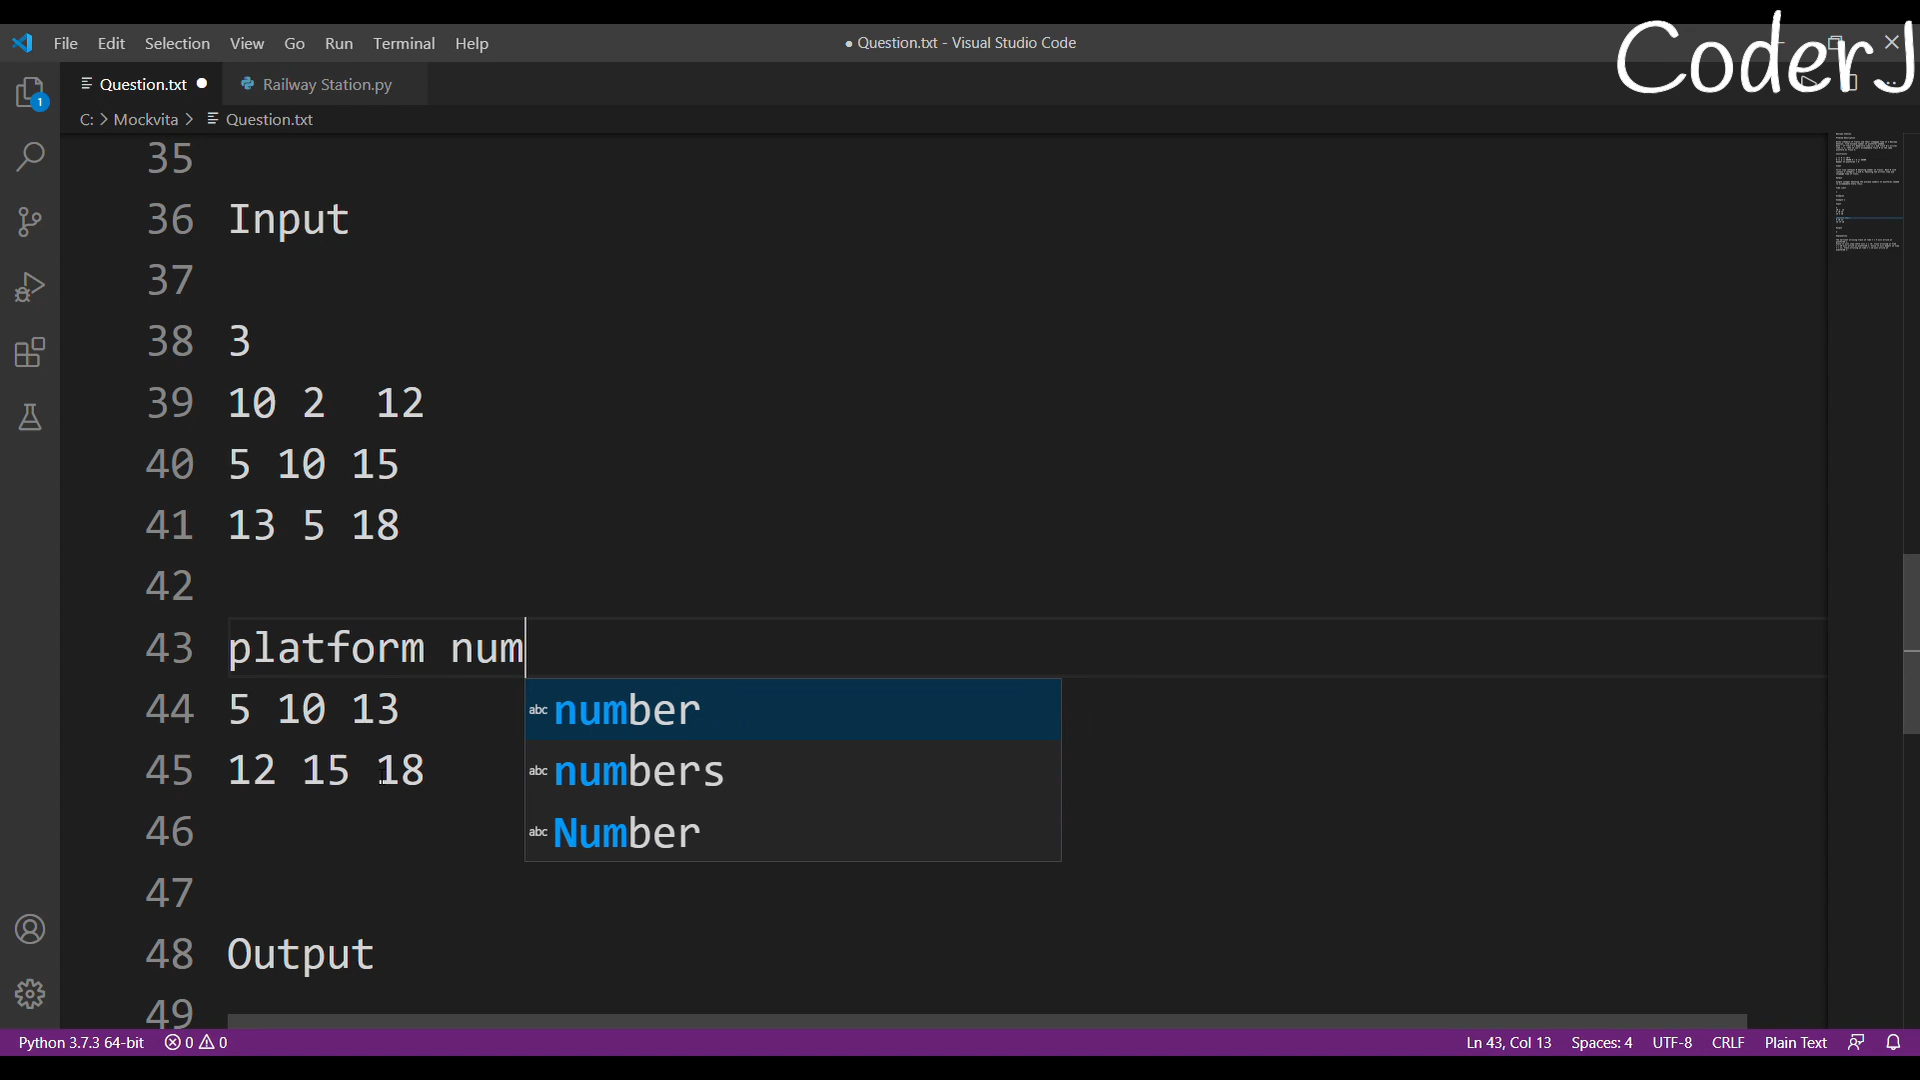 CoderJ
File Edit Selection View Go Run Terminal Help
● Question.txt - Visual Studio Code
Question.txt ● Railway Station.py
C: > Mockvita > Question.txt
1
35
36 Input
37
38 3
39 10 2  12
40 5 10 15
41 13 5 18
42
43 platform num
44 5 10 13
45 12 15 18
46
47
48 Output
49
abc number
abc numbers
abc Number
Python 3.7.3 64-bit 0 0
Ln 43, Col 13 Spaces: 4 UTF-8 CRLF Plain Text